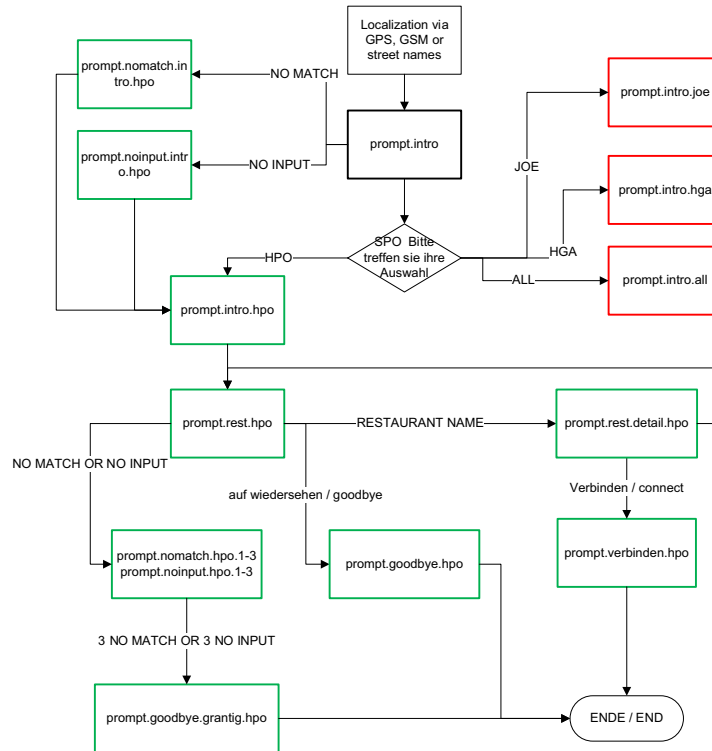 Localization via
GPS, GSM or
street names
prompt.nomatch.in
tro.hpo
NO MATCH
prompt.intro.joe
prompt.intro
prompt.noinput.int
ro.hpo
NO INPUT
JOE
prompt.intro.hga
SPO  Bitte
treffen sie ihre
Auswahl
HPO
HGA
ALL
prompt.intro.all
prompt.intro.hpo
prompt.rest.hpo
RESTAURANT NAME
prompt.rest.detail.hpo
NO MATCH OR NO INPUT
auf wiedersehen / goodbye
Verbinden / connect
prompt.nomatch.hpo.1-3
prompt.noinput.hpo.1-3
prompt.goodbye.hpo
prompt.verbinden.hpo
3 NO MATCH OR 3 NO INPUT
prompt.goodbye.grantig.hpo
ENDE / END